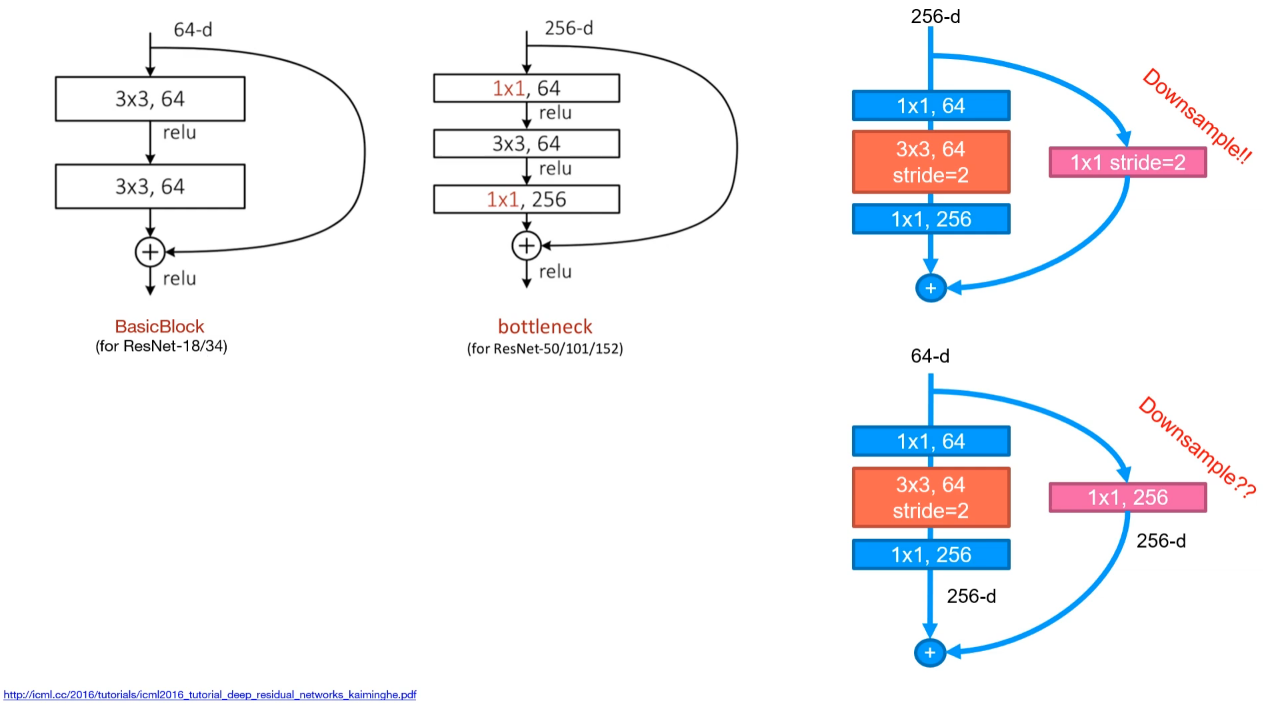 64-d
3x3, 64
relu
3x3, 64
+
relu
BasicBlock
(for ResNet-18/34)
256-d
1x1, 64
relu
3x3, 64
relu
1x1, 256
+
relu
bottleneck
(for ResNet-50/101/152)
256-d
1x1, 64
3x3, 64
stride=2
1x1, 256
+
1x1 stride=2
Downsample!!
64-d
1x1, 64
3x3, 64
stride=2
1x1, 256
256-d
+
1x1, 256
256-d
Downsample??
http://icml.cc/2016/tutorials/icml2016_tutorial_deep_residual_networks_kaiminghe.pdf